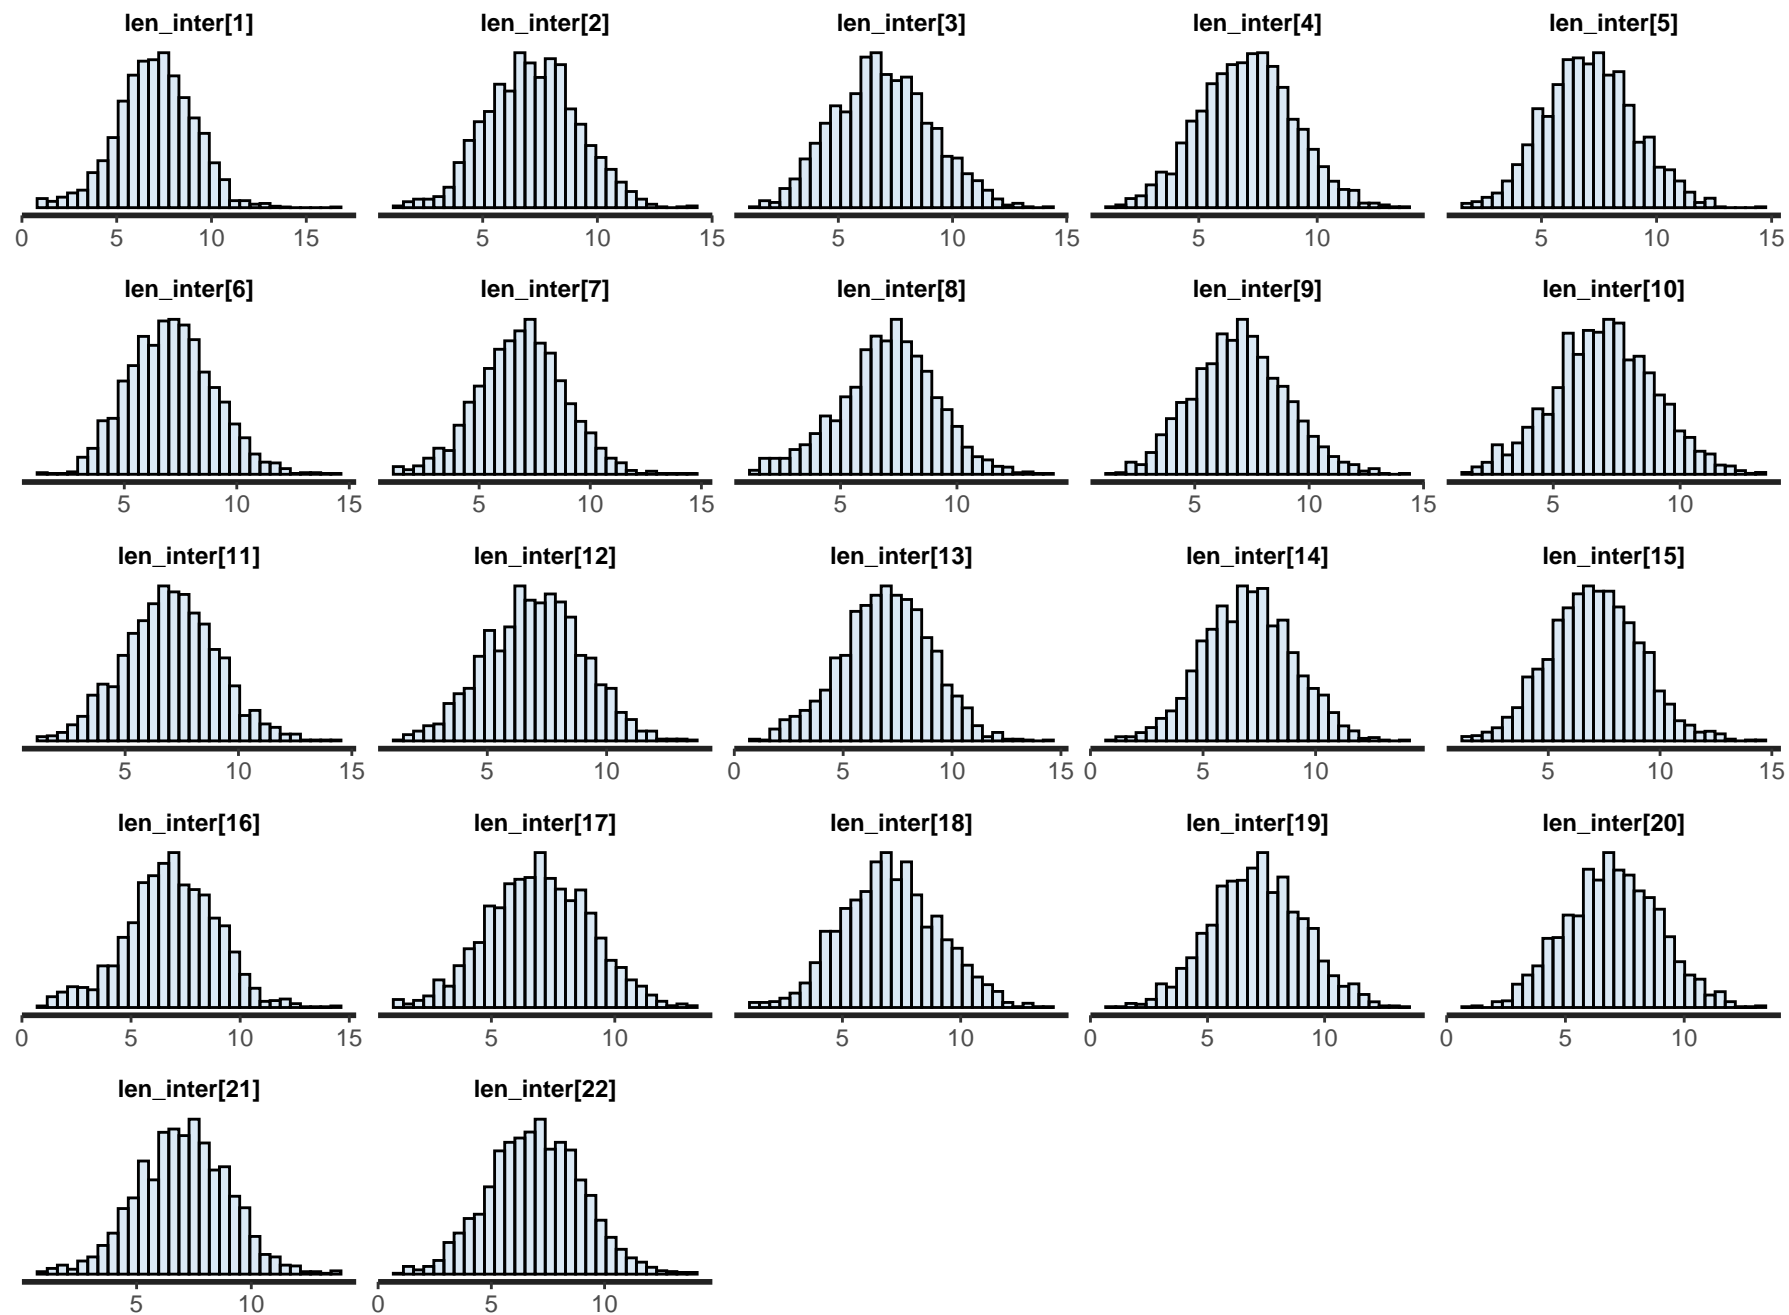 len_inter[1] len_inter[2] len_inter[3] len_inter[4] len_inter[5]
0 5 10 15 5 10 15 5 10 15 5 10 5 10 15
len_inter[6] len_inter[7] len_inter[8] len_inter[9] len_inter[10]
5 10 15 5 10 15 5 10 5 10 15 5 10
len_inter[11] len_inter[12] len_inter[13] len_inter[14] len_inter[15]
5 10 15 5 10 0 5 10 15 0 5 10 5 10 15
len_inter[16] len_inter[17] len_inter[18] len_inter[19] len_inter[20]
0 5 10 15 5 10 5 10 0 5 10 0 5 10
len_inter[21] len_inter[22]
5 10 0 5 10